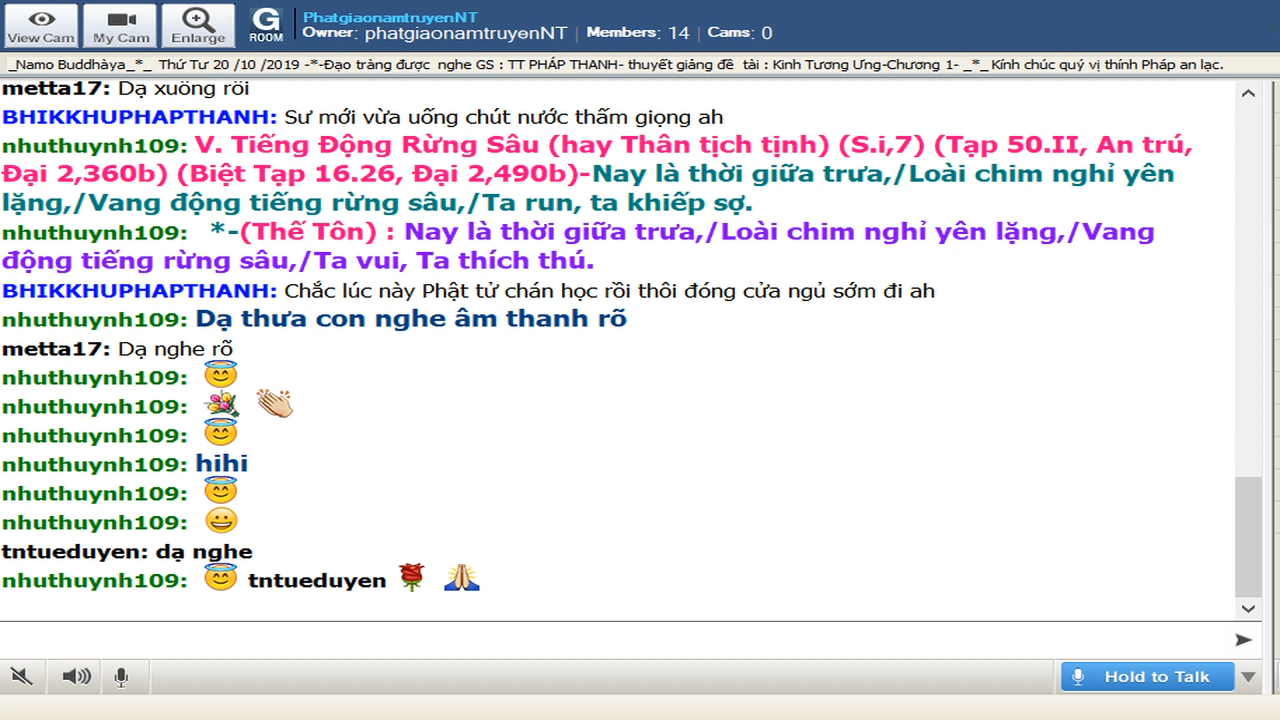 View Cam
My Cam
Enlarge
G
ROOM
PhatgiaonamtruyenNT
Owner: phatgiaonamtruyenNT | Members: 14 | Cams: 0
_Namo Buddhàya_*_ Thứ Tư 20 /10 /2019 -*-Đạo tràng được nghe GS : TT PHÁP THANH- thuyết giảng đề tài : Kinh Tương Ưng-Chương 1- _*_ Kính chúc quý vị thính Pháp an lạc.
metta17: Dạ xuống rồi
BHIKKHUPHAPTHANH: Sư mới vừa uống chút nước thấm giọng ah
nhuthuynh109: V. Tiếng Động Rừng Sâu (hay Thân tịch tịnh) (S.i,7) (Tạp 50.II, An trú,
Đại 2,360b) (Biệt Tạp 16.26, Đại 2,490b)-Nay là thời giữa trưa,/Loài chim nghỉ yên
lặng,/Vang động tiếng rừng sâu,/Ta run, ta khiếp sợ.
nhuthuynh109: *-(Thế Tôn) : Nay là thời giữa trưa,/Loài chim nghỉ yên lặng,/Vang
động tiếng rừng sâu,/Ta vui, Ta thích thú.
BHIKKHUPHAPTHANH: Chắc lúc này Phật tử chán học rồi thôi đóng cửa ngủ sớm đi ah
nhuthuynh109: Dạ thưa con nghe âm thanh rõ
metta17: Dạ nghe rõ
nhuthuynh109:
nhuthuynh109:
nhuthuynh109:
nhuthuynh109: hihi
nhuthuynh109:
nhuthuynh109:
tntueduyen: dạ nghe
nhuthuynh109: tntueduyen
Hold to Talk